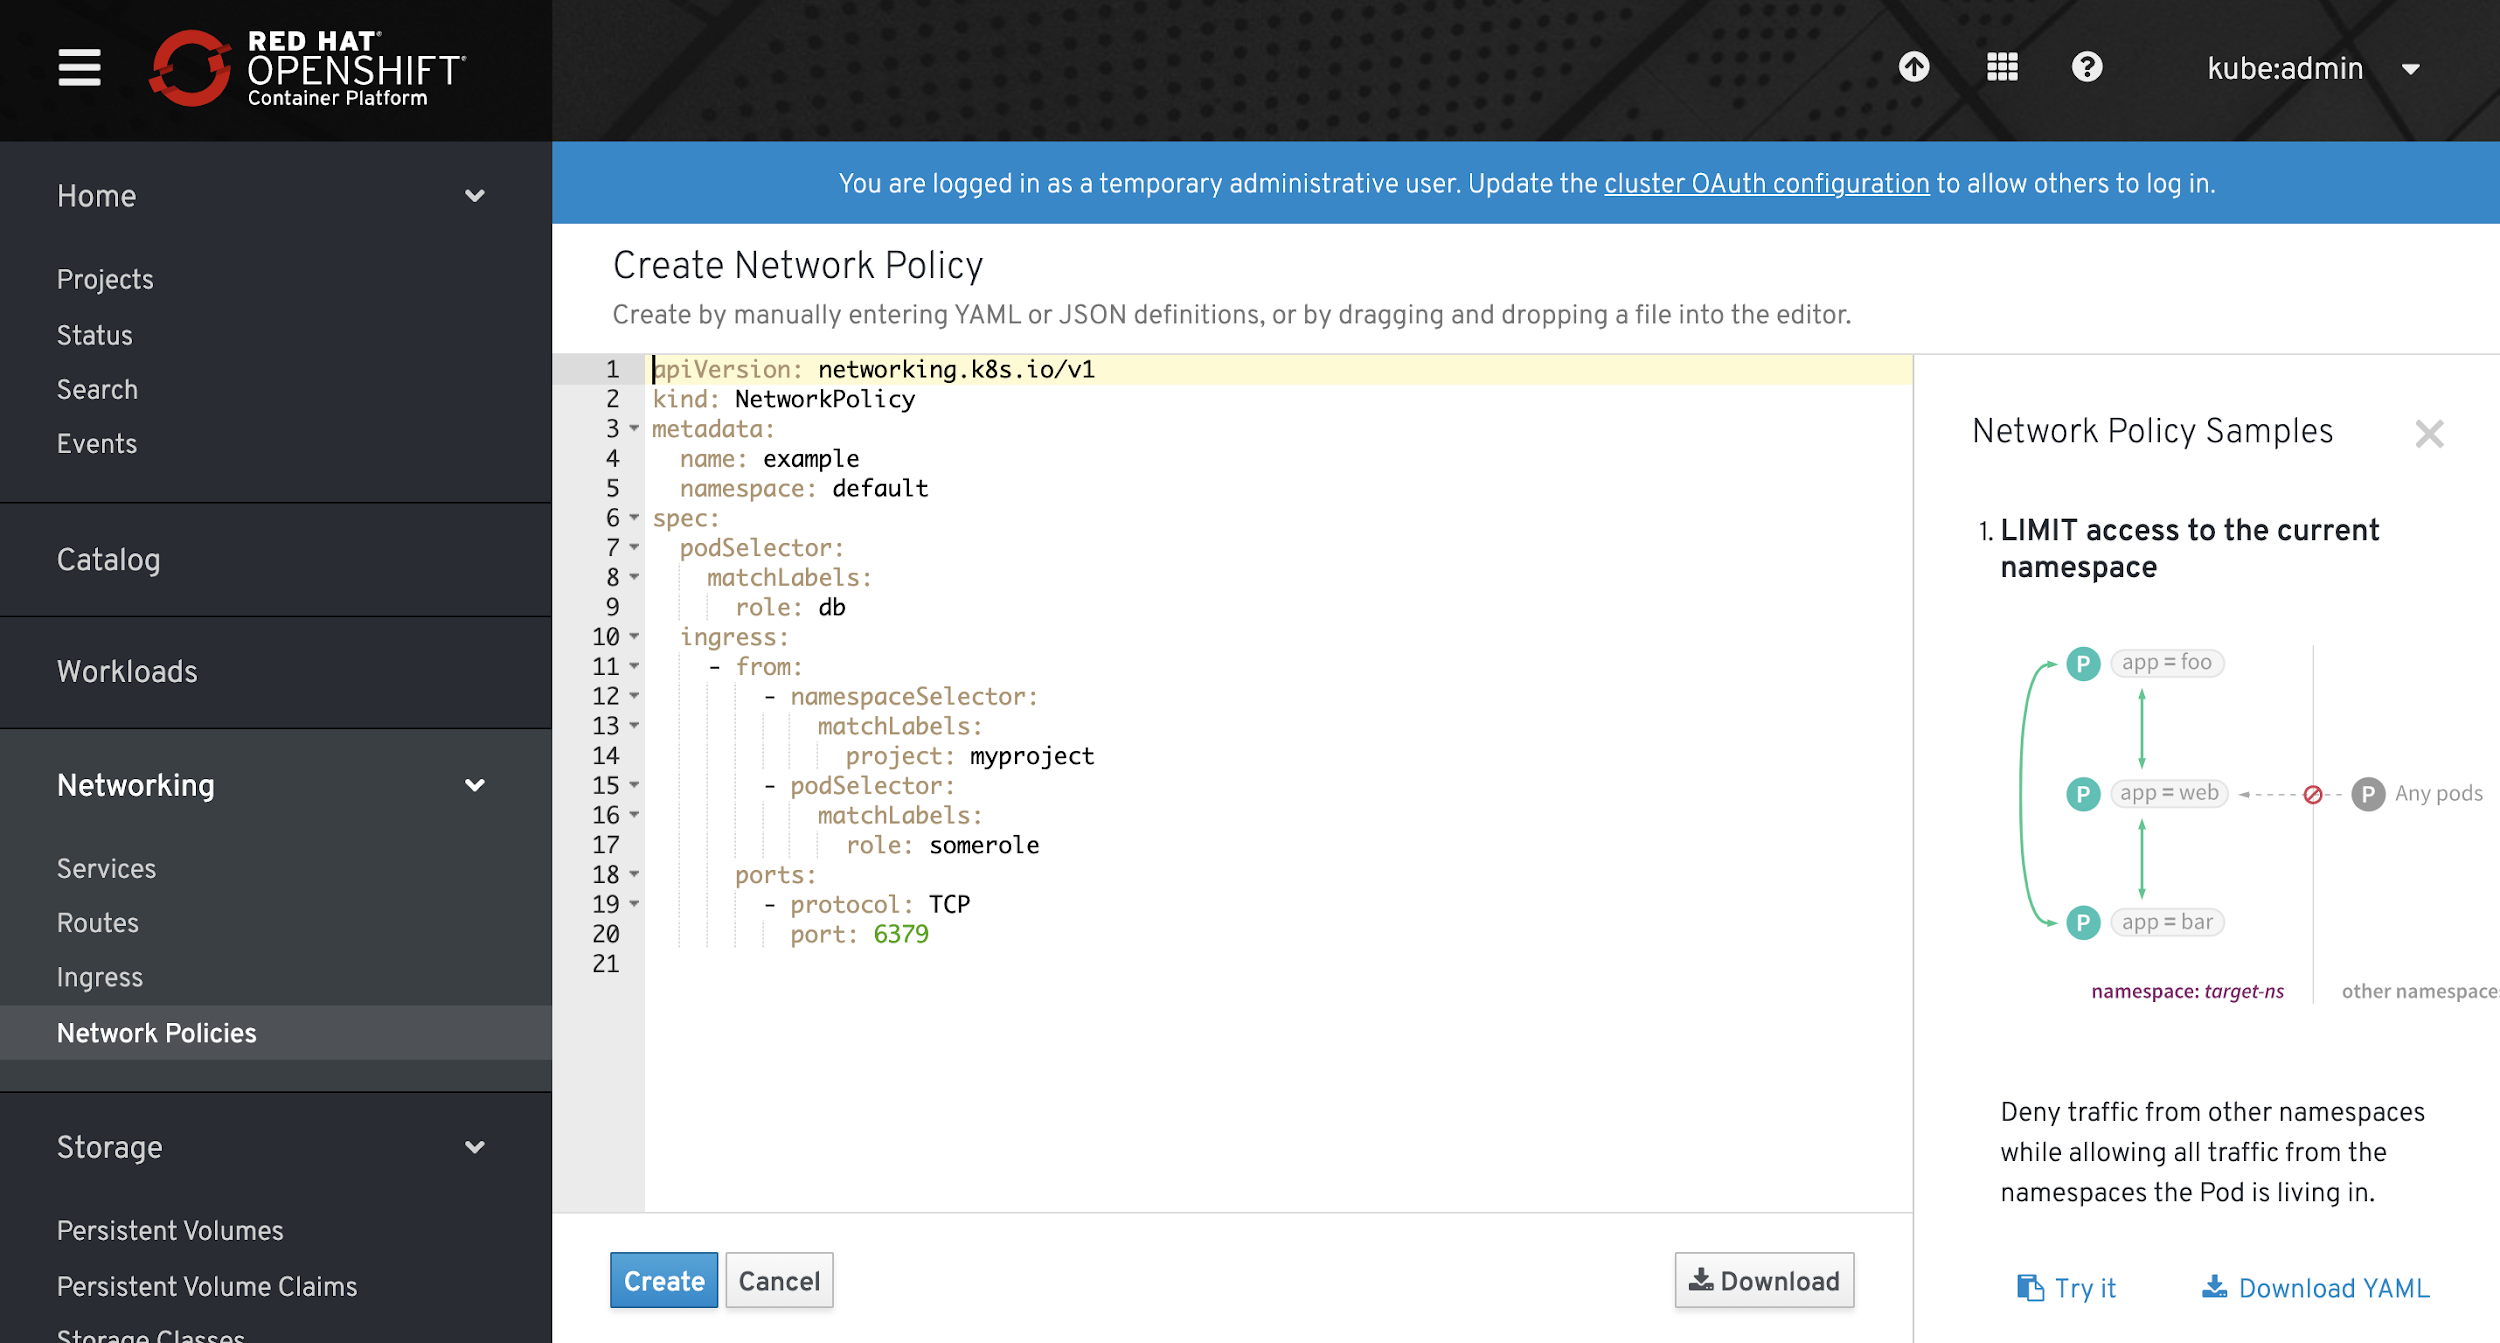 RED HAT®
OPENSHIFT®
Container Platform
kube:admin
Home
Projects
Status
Search
Events
Catalog
Workloads
Networking
Services
Routes
Ingress
Network Policies
Storage
Persistent Volumes
Persistent Volume Claims
Storage Classes
You are logged in as a temporary administrative user. Update the cluster OAuth configuration to allow others to log in.
Create Network Policy
Create by manually entering YAML or JSON definitions, or by dragging and dropping a file into the editor.
1 apiVersion: networking.k8s.io/v1
2 kind: NetworkPolicy
3 metadata:
4 name: example
5 namespace: default
6 spec:
7 podSelector:
8 matchLabels:
9 role: db
10 ingress:
11 - from:
12 - namespaceSelector:
13 matchLabels:
14 project: myproject
15 - podSelector:
16 matchLabels:
17 role: somerole
18 ports:
19 - protocol: TCP
20 port: 6379
21
Create
Cancel
Download
Network Policy Samples
1. LIMIT access to the current
namespace
P app = foo
P app = web P Any pods
P app = bar
namespace: target-ns other namespaces
Deny traffic from other namespaces
while allowing all traffic from the
namespaces the Pod is living in.
Try it
Download YAML